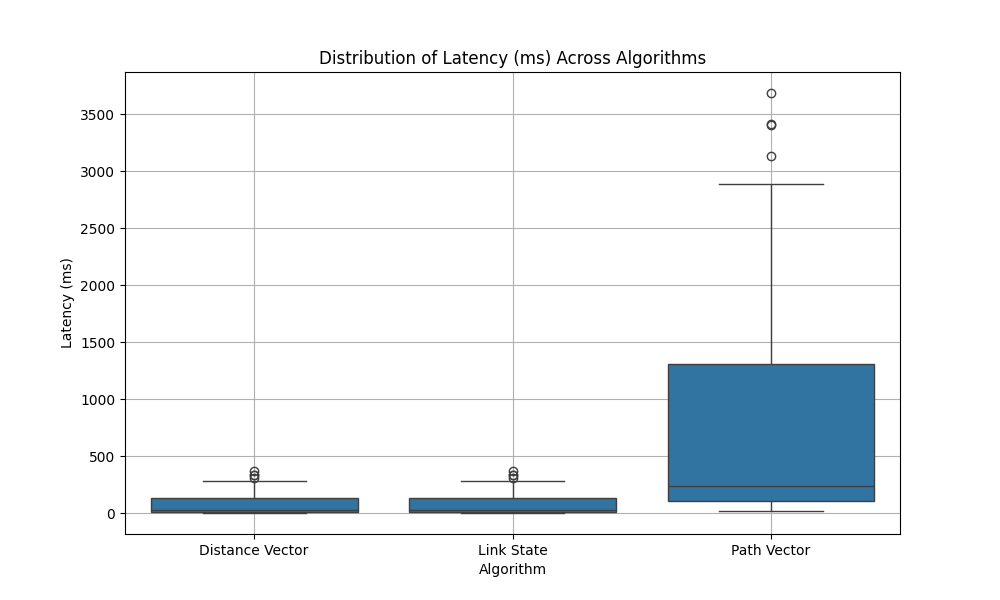 Distribution of Latency (ms) Across Algorithms
3500
3000
2500
2000
1500
1000
500
0
Latency (ms)
Distance Vector
Link State
Path Vector
Algorithm